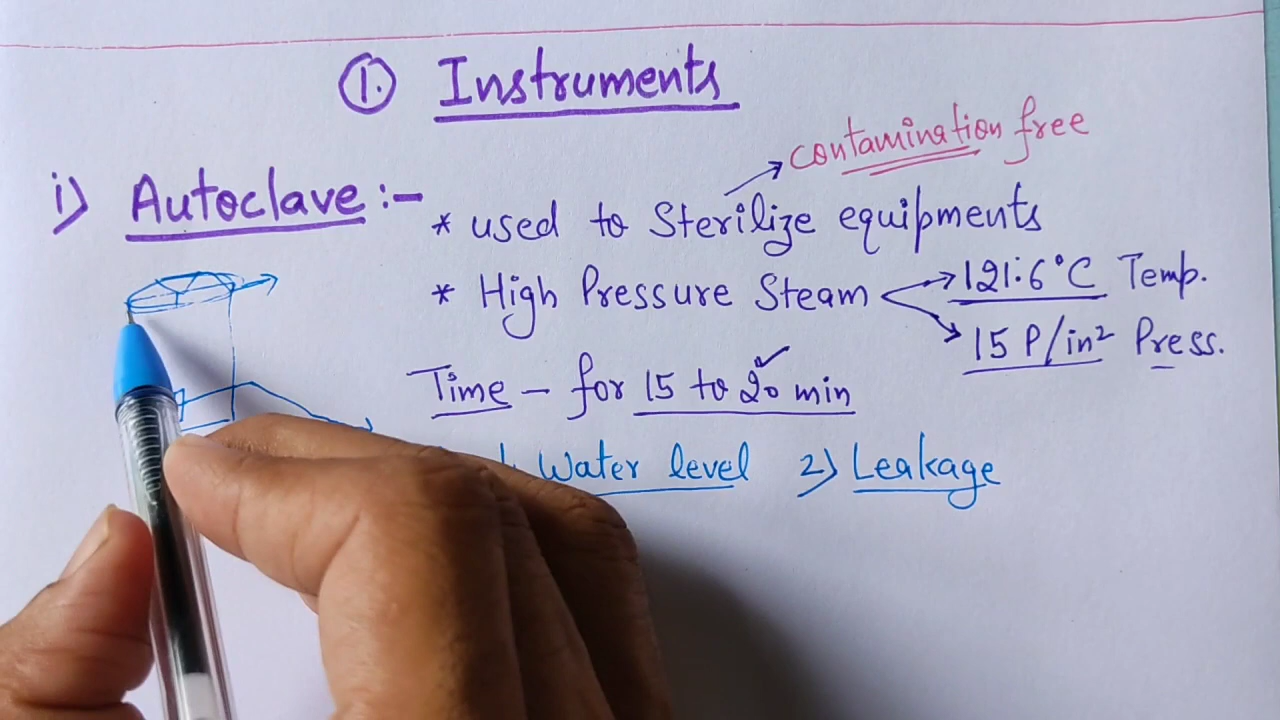 1. Instruments
contamination free
i) Autoclave :-
* used to Sterilize equipments
* High Pressure Steam 121.6°C Temp.
15 P/in² Press.
Time - for 15 to 20 min
Water level 2) Leakage